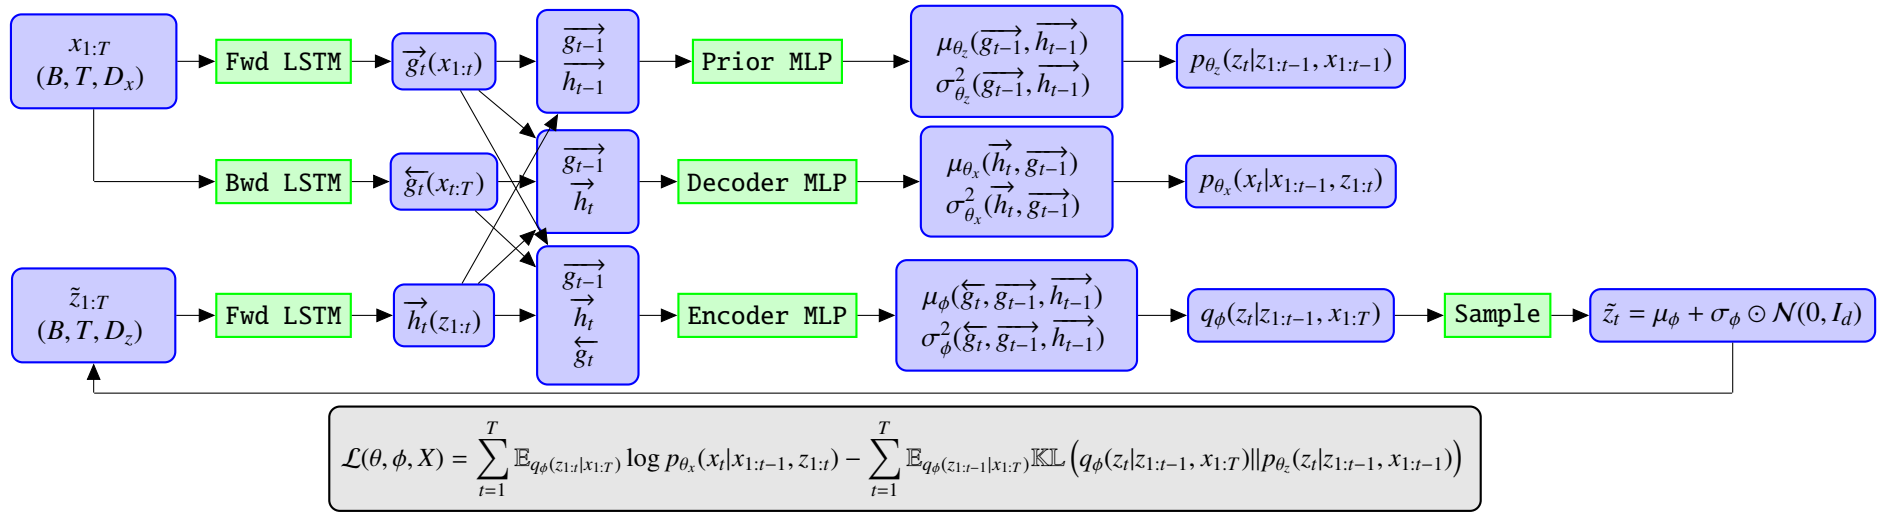 x_{1:T}
(B, T, D_x)
Fwd LSTM
\overrightarrow{g_t}(x_{1:t})
\overrightarrow{g_{t-1}}
\overrightarrow{h_{t-1}}
Prior MLP
μ_{θ_z}(\overrightarrow{g_{t-1}}, \overrightarrow{h_{t-1}})
σ^2_{θ_z}(\overrightarrow{g_{t-1}}, \overrightarrow{h_{t-1}})
p_{θ_z}(z_t|z_{1:t-1}, x_{1:t-1})
Bwd LSTM
\overleftarrow{g_t}(x_{t:T})
\overrightarrow{g_{t-1}}
\overrightarrow{h_t}
Decoder MLP
μ_{θ_x}(\overrightarrow{h_t}, \overrightarrow{g_{t-1}})
σ^2_{θ_x}(\overrightarrow{h_t}, \overrightarrow{g_{t-1}})
p_{θ_x}(x_t|x_{1:t-1}, z_{1:t})
\tilde{z}_{1:T}
(B, T, D_z)
Fwd LSTM
\overrightarrow{h_t}(z_{1:t})
\overrightarrow{g_{t-1}}
\overrightarrow{h_t}
\overleftarrow{g_t}
Encoder MLP
μ_ϕ(\overleftarrow{g_t}, \overrightarrow{g_{t-1}}, \overrightarrow{h_{t-1}})
σ^2_ϕ(\overleftarrow{g_t}, \overrightarrow{g_{t-1}}, \overrightarrow{h_{t-1}})
q_ϕ(z_t|z_{1:t-1}, x_{1:T})
Sample
\tilde{z}_t = μ_ϕ + σ_ϕ ⊙ 𝒩(0, I_d)
ℒ(θ, ϕ, X) = \sum_{t=1}^{T} 𝔼_{q_ϕ(z_{1:t}|x_{1:T})} log p_{θ_x}(x_t|x_{1:t-1}, z_{1:t}) − \sum_{t=1}^{T} 𝔼_{q_ϕ(z_{1:t-1}|x_{1:T})} 𝕂𝕃 (q_ϕ(z_t|z_{1:t-1}, x_{1:T})||p_{θ_z}(z_t|z_{1:t-1}, x_{1:t-1}))